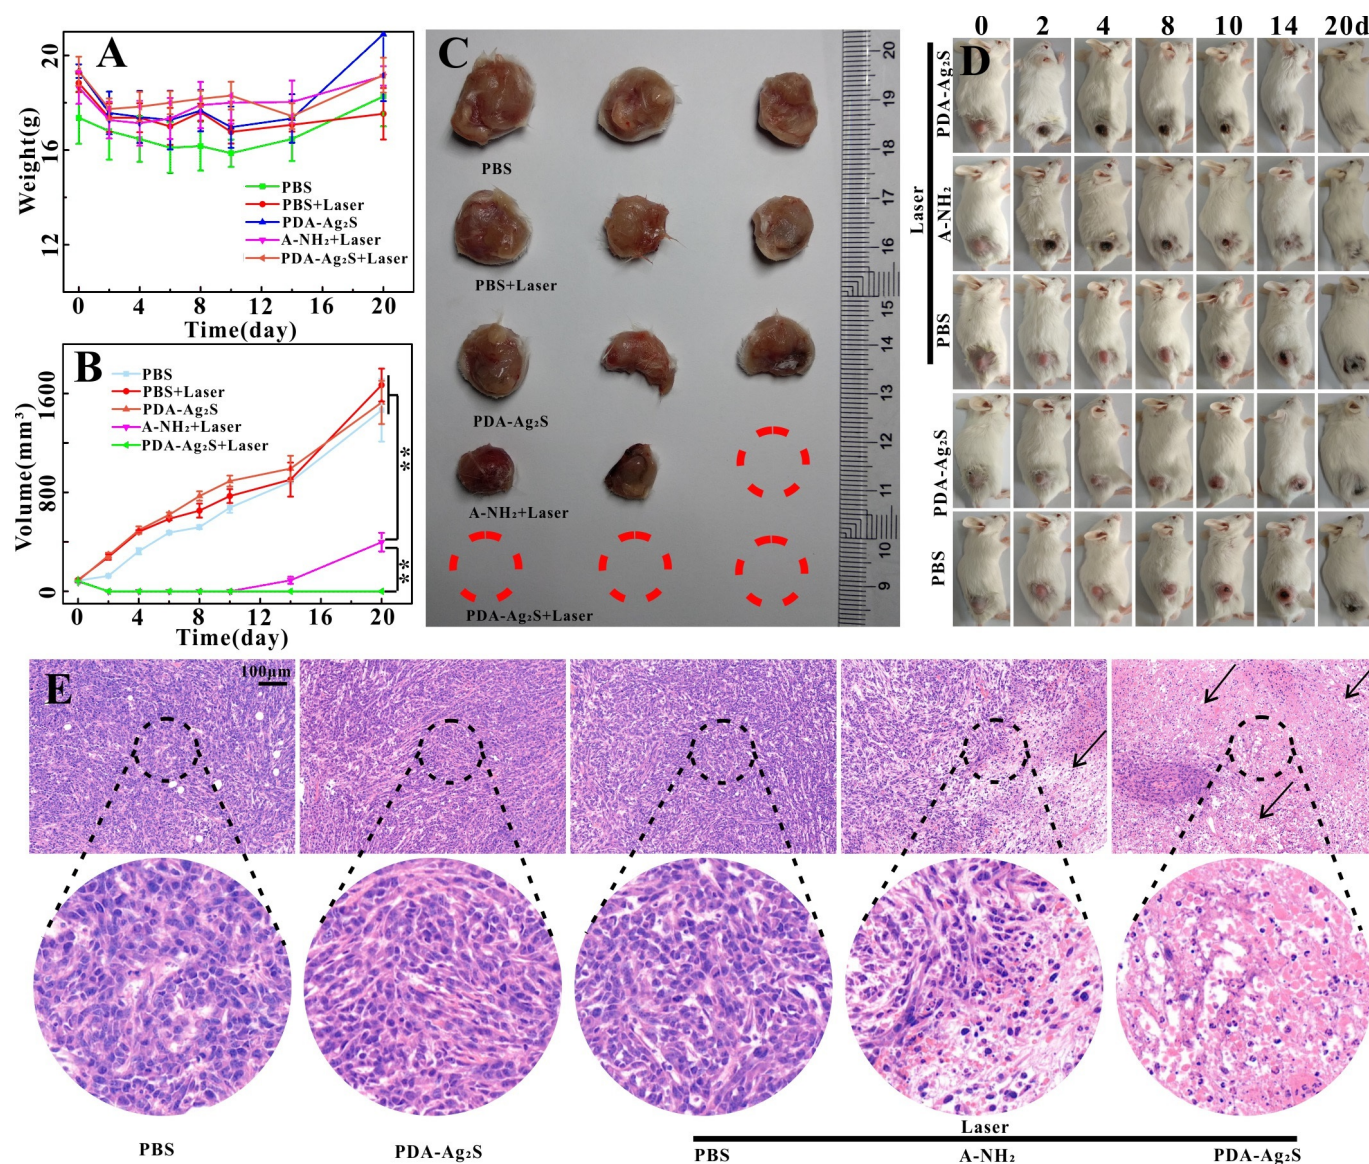 A
Weight(g)
20
16
12
PBS
PBS+Laser
PDA-Ag₂S
A-NH₂+Laser
PDA-Ag₂S+Laser
0 4 8 12 16 20
Time(day)
B
Volume(mm³)
1600
800
0
PBS
PBS+Laser
PDA-Ag₂S
A-NH₂+Laser
PDA-Ag₂S+Laser
**
**
0 4 8 12 16 20
Time(day)
C
PBS
PBS+Laser
PDA-Ag₂S
A-NH₂+Laser
PDA-Ag₂S+Laser
20
19
18
17
16
15
14
13
12
11
10
9
D
0 2 4 8 10 14 20d
Laser
PDA-Ag₂S
A-NH₂
PBS
PDA-Ag₂S
PBS
E
100μm
PBS
PDA-Ag₂S
Laser
PBS
A-NH₂
PDA-Ag₂S